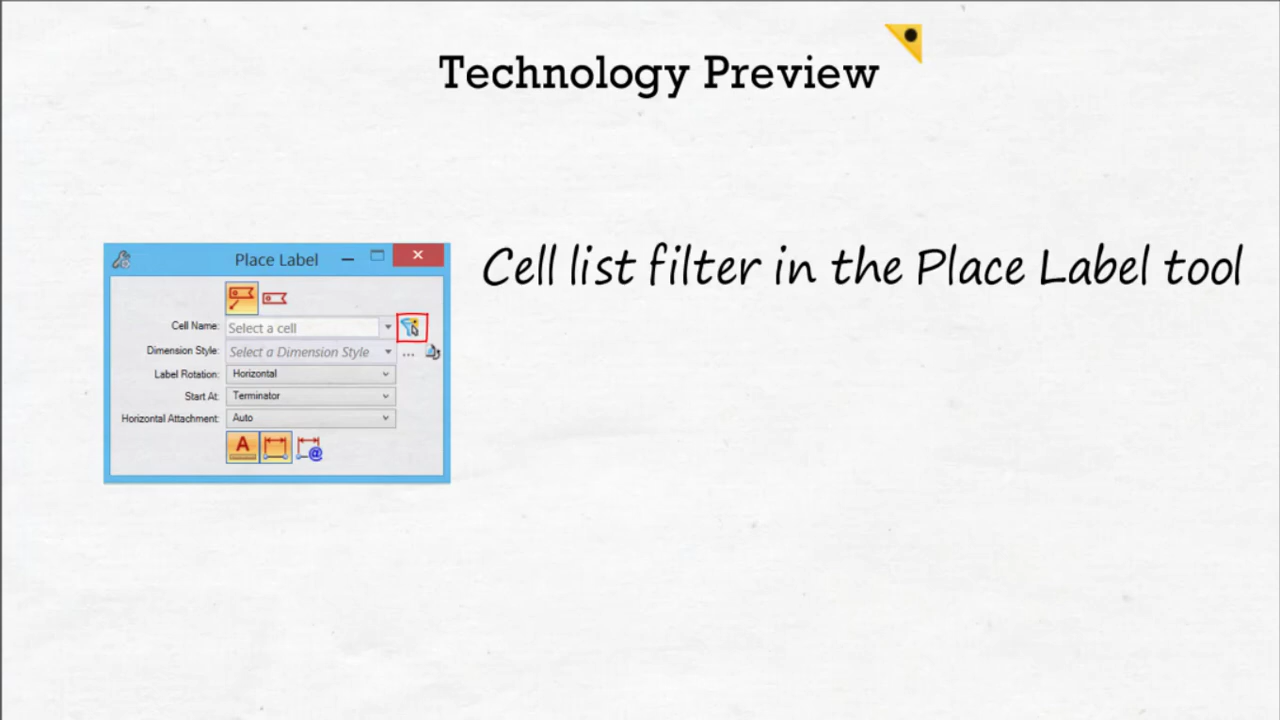 Technology Preview
Cell list filter in the Place Label tool
Place Label
Cell Name: Select a cell
Dimension Style: Select a Dimension Style ...
Label Rotation: Horizontal
Start At: Terminator
Horizontal Attachment: Auto
A @